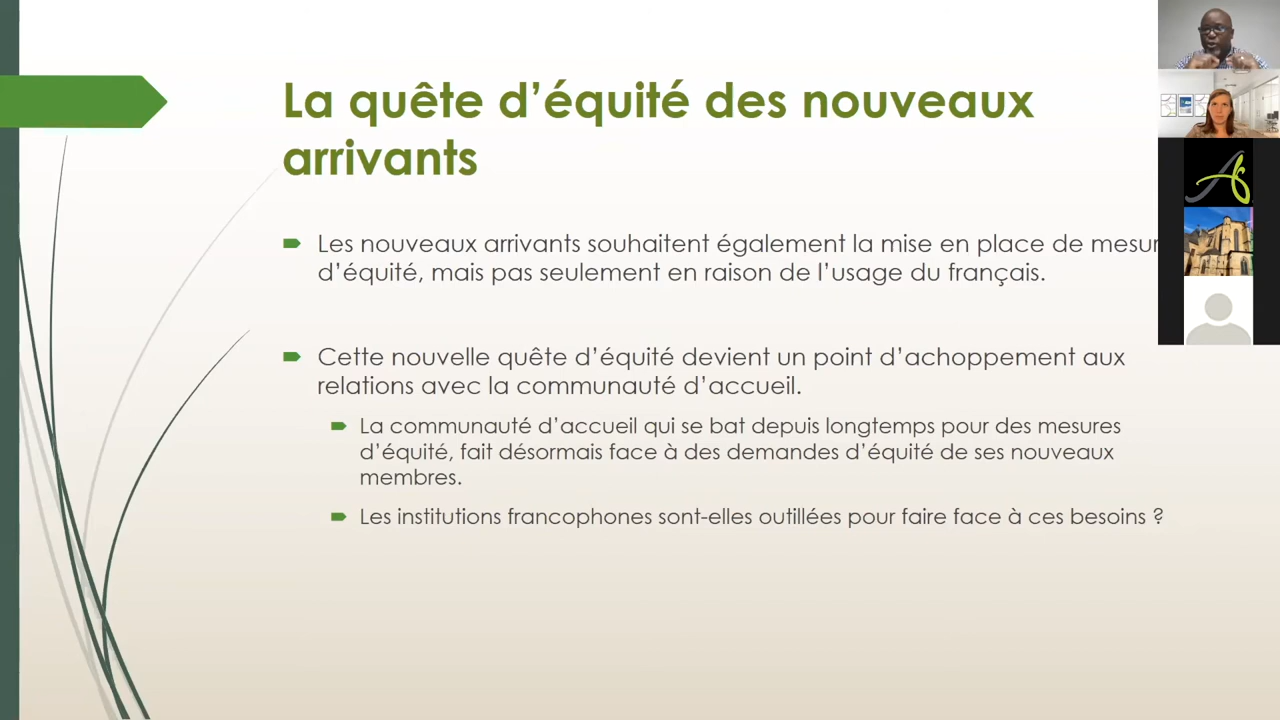 La quête d'équité des nouveaux
arrivants
Les nouveaux arrivants souhaitent également la mise en place de
d'équité, mais pas seulement en raison de l'usage du français.
Cette nouvelle quête d'équité devient un point d'achoppement aux
relations avec la communauté d'accueil.
La communauté d'accueil qui se bat depuis longtemps pour des mesures
d'équité, fait désormais face à des demandes d'équité de ses nouveaux
membres.
Les institutions francophones sont-elles outillées pour faire face à ces besoins ?